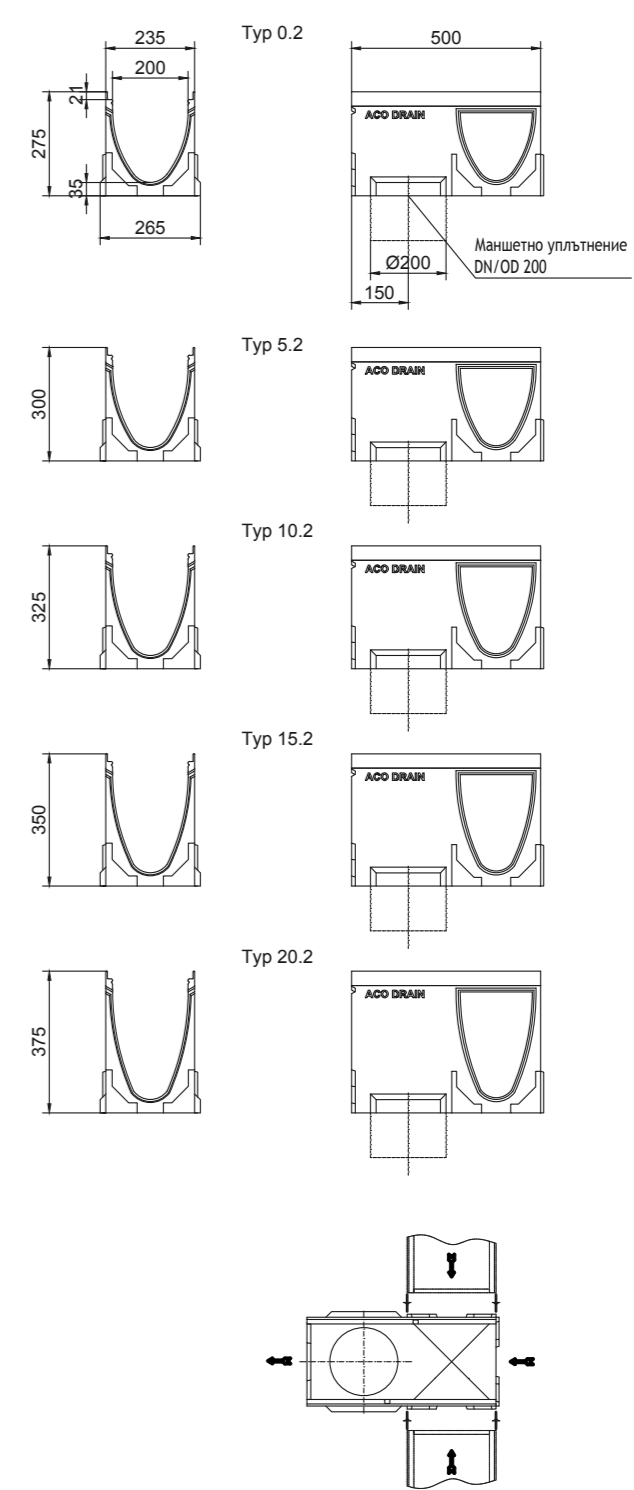 Typ 0.2
235
200
21
275
35
265
500
ACO DRAIN
Маншетно уплътнение
DN/OD 200
Ø200
150
Typ 5.2
300
ACO DRAIN
Typ 10.2
325
ACO DRAIN
Typ 15.2
350
ACO DRAIN
Typ 20.2
375
ACO DRAIN